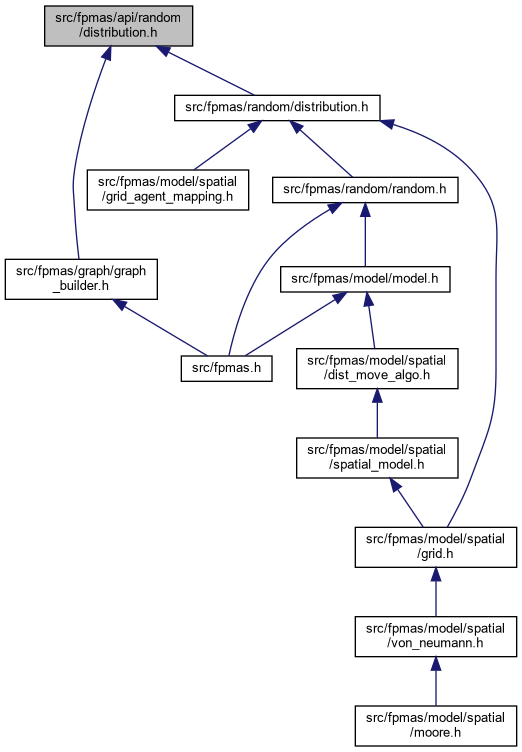 src/fpmas/api/random
/distribution.h
src/fpmas/random/distribution.h
src/fpmas/model/spatial
/grid_agent_mapping.h
src/fpmas/random/random.h
src/fpmas/graph/graph
_builder.h
src/fpmas/model/model.h
src/fpmas.h
src/fpmas/model/spatial
/dist_move_algo.h
src/fpmas/model/spatial
/spatial_model.h
src/fpmas/model/spatial
/grid.h
src/fpmas/model/spatial
/von_neumann.h
src/fpmas/model/spatial
/moore.h